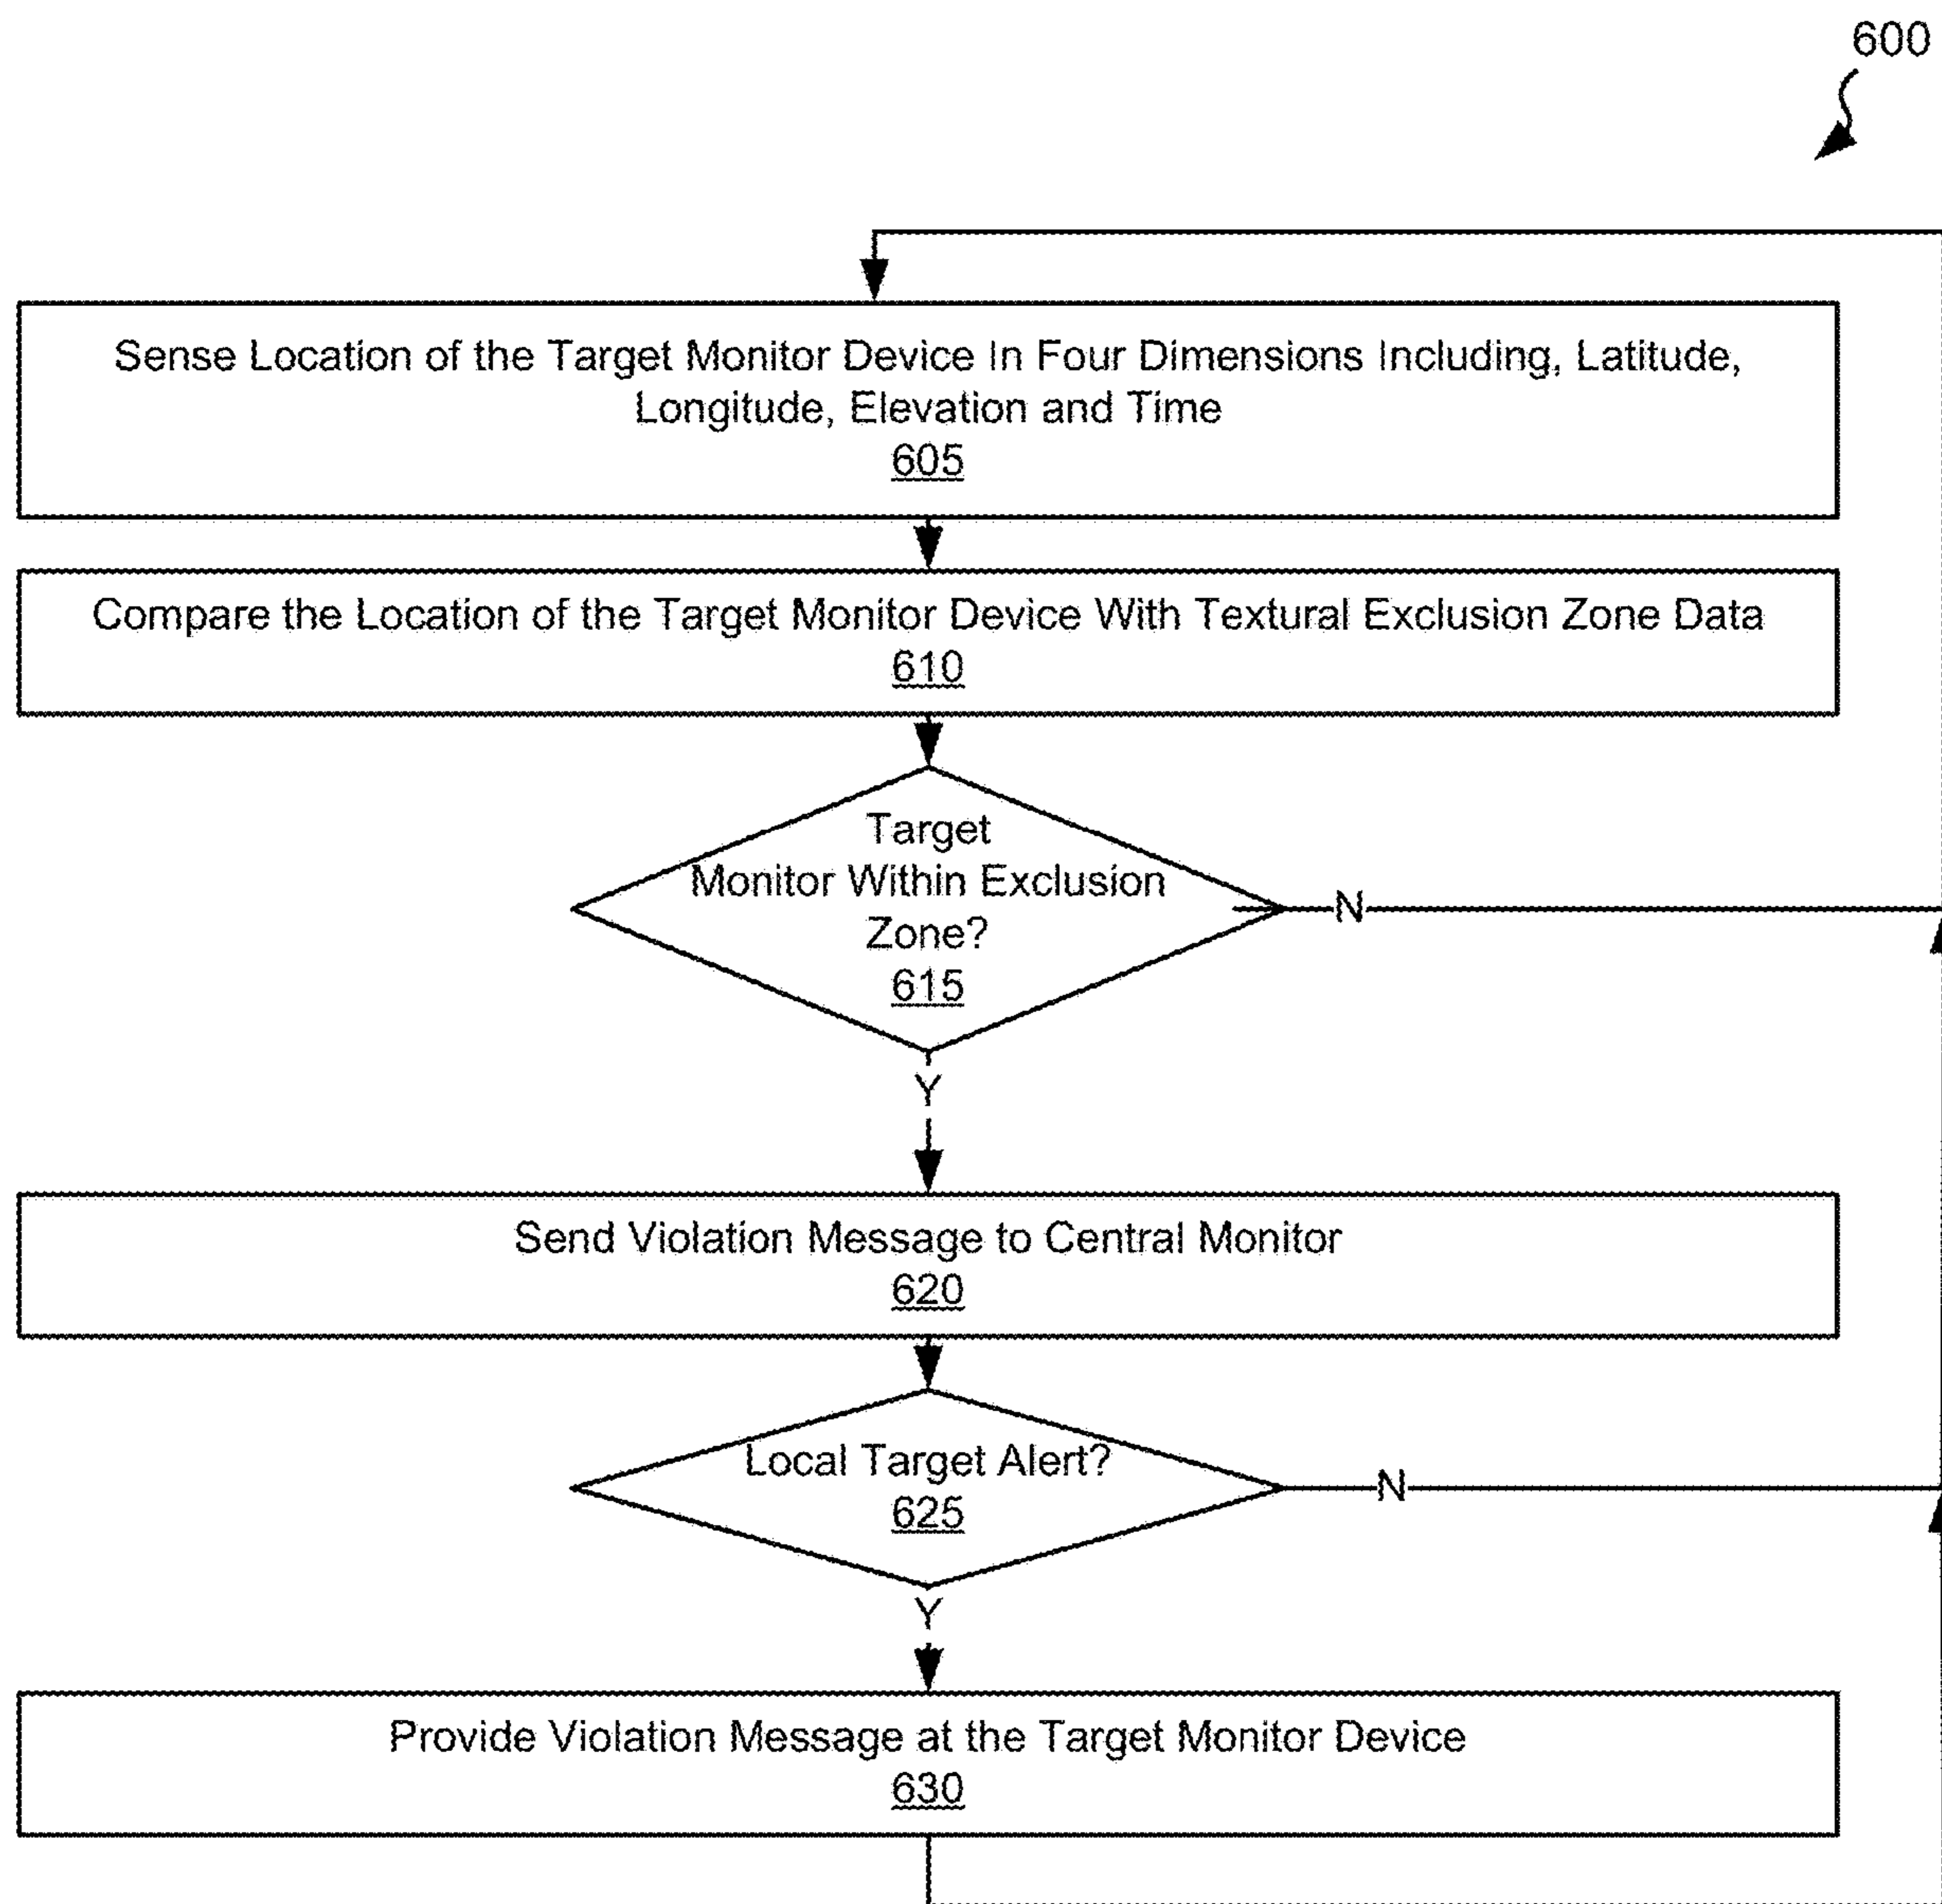 600
Sense Location of the Target Monitor Device In Four Dimensions Including, Latitude,
Longitude, Elevation and Time
605
Compare the Location of the Target Monitor Device With Textural Exclusion Zone Data
610
Target
Monitor Within Exclusion
Zone?
615
N
Y
Send Violation Message to Central Monitor
620
Local Target Alert?
625
N
Y
Provide Violation Message at the Target Monitor Device
630